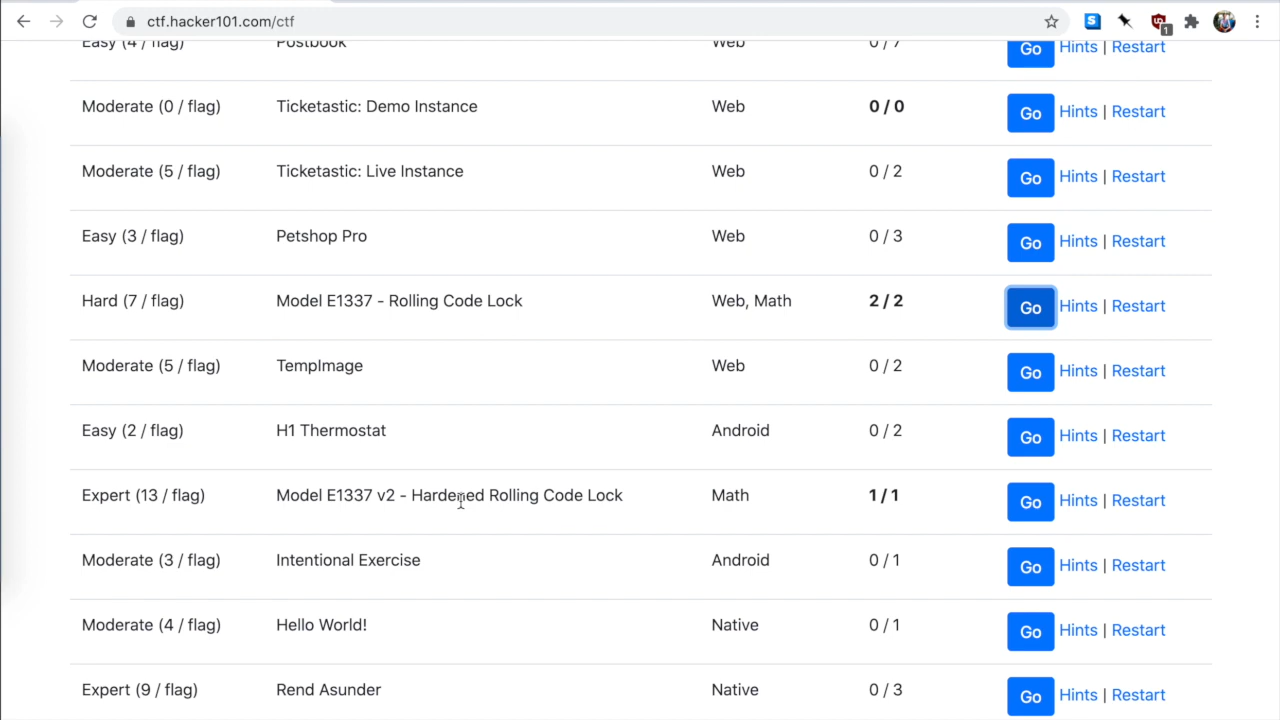 ctf.hacker101.com/ctf
1
Easy (4 / flag) Postbook Web 0 / 7 Go Hints | Restart
Moderate (0 / flag) Ticketastic: Demo Instance Web 0 / 0 Go Hints | Restart
Moderate (5 / flag) Ticketastic: Live Instance Web 0 / 2 Go Hints | Restart
Easy (3 / flag) Petshop Pro Web 0 / 3 Go Hints | Restart
Hard (7 / flag) Model E1337 - Rolling Code Lock Web, Math 2 / 2 Go Hints | Restart
Moderate (5 / flag) TempImage Web 0 / 2 Go Hints | Restart
Easy (2 / flag) H1 Thermostat Android 0 / 2 Go Hints | Restart
Expert (13 / flag) Model E1337 v2 - Hardened Rolling Code Lock Math 1 / 1 Go Hints | Restart
Moderate (3 / flag) Intentional Exercise Android 0 / 1 Go Hints | Restart
Moderate (4 / flag) Hello World! Native 0 / 1 Go Hints | Restart
Expert (9 / flag) Rend Asunder Native 0 / 3 Go Hints | Restart